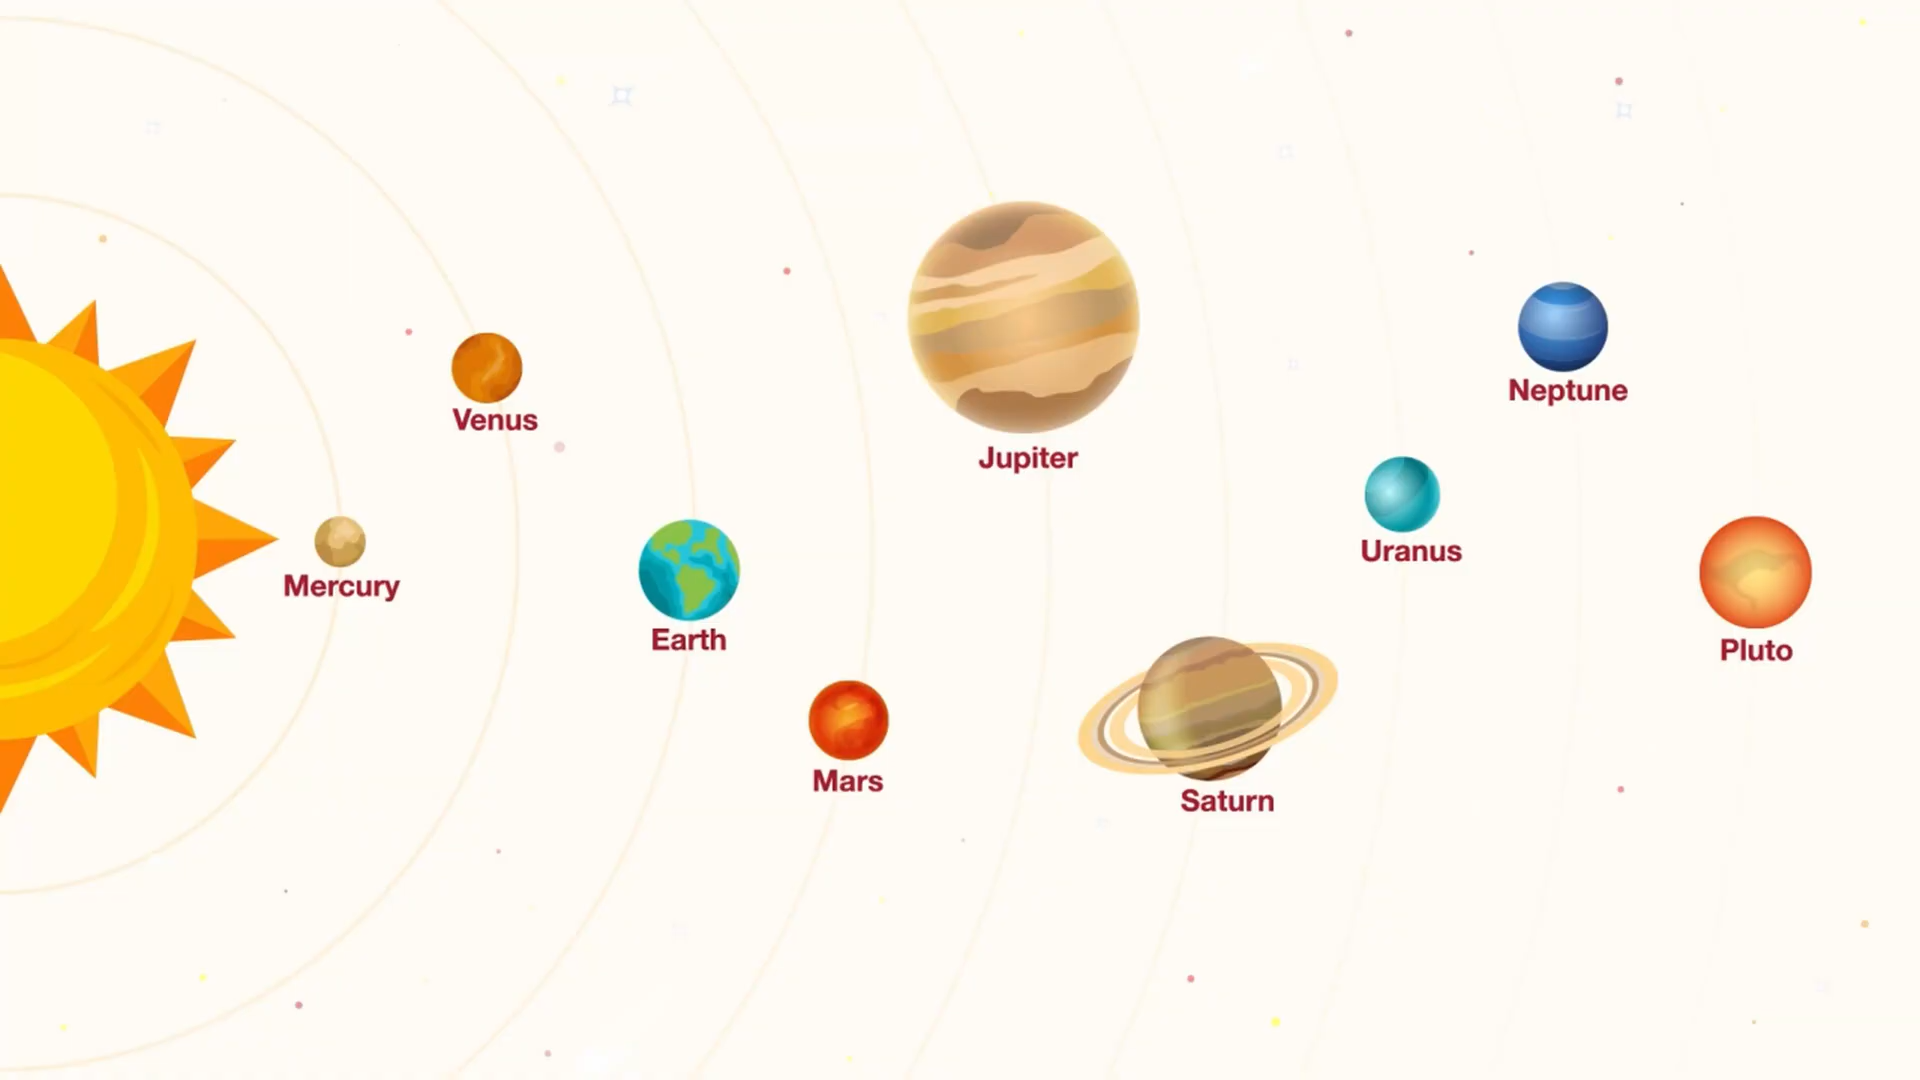 Mercury
Venus
Earth
Mars
Jupiter
Saturn
Uranus
Neptune
Pluto